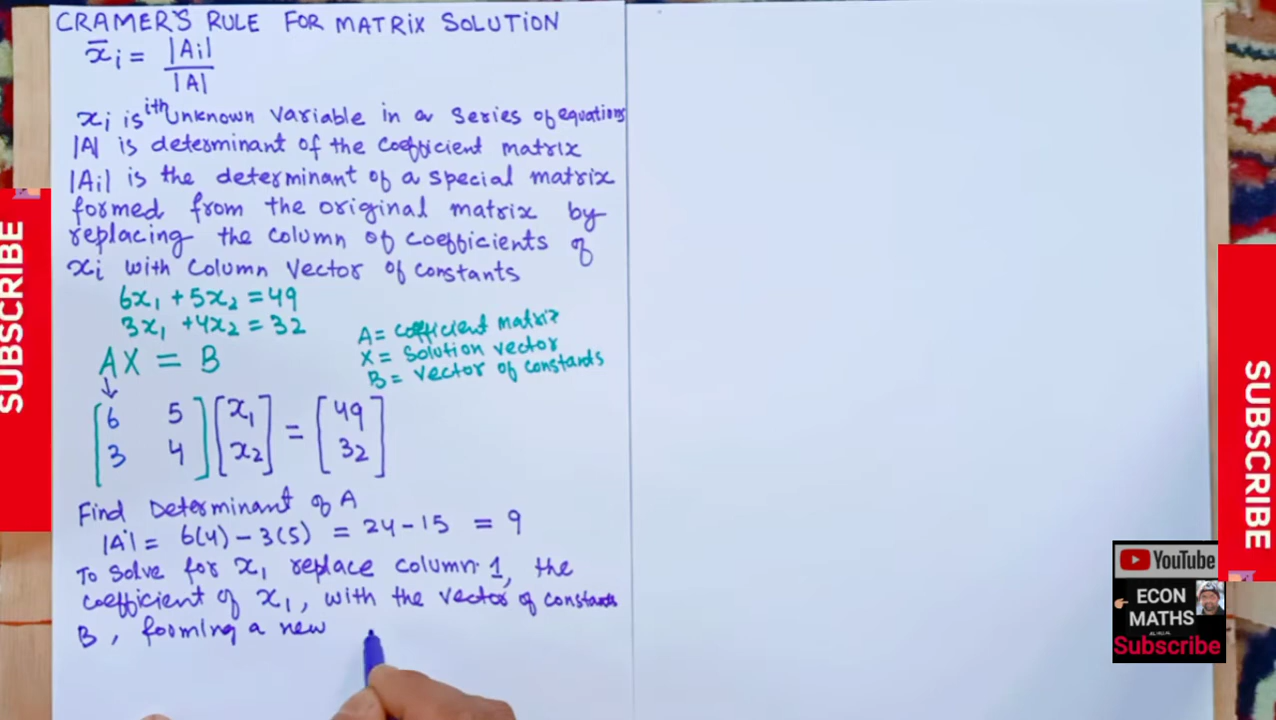 CRAMER'S RULE FOR MATRIX SOLUTION
x̄i = |Ai| / |A|
xi is ith unknown variable in a series of equations
|A| is determinant of the coefficient matrix
|Ai| is the determinant of a special matrix
formed from the original matrix by
replacing the column of coefficients of
xi with column vector of constants
6x₁ + 5x₂ = 49
3x₁ + 4x₂ = 32
A = coefficient matrix
X = Solution vector
B = vector of constants
AX = B
↓
[6 5] [x₁] = [49]
[3 4] [x₂] [32]
Find Determinant of A
|A| = 6(4) - 3(5) = 24 - 15 = 9
To solve for x₁ replace column 1, the
coefficient of x₁, with the vector of constants
B, forming a new
SUBSCRIBE
SUBSCRIBE
YouTube
ECON
MATHS
Subscribe